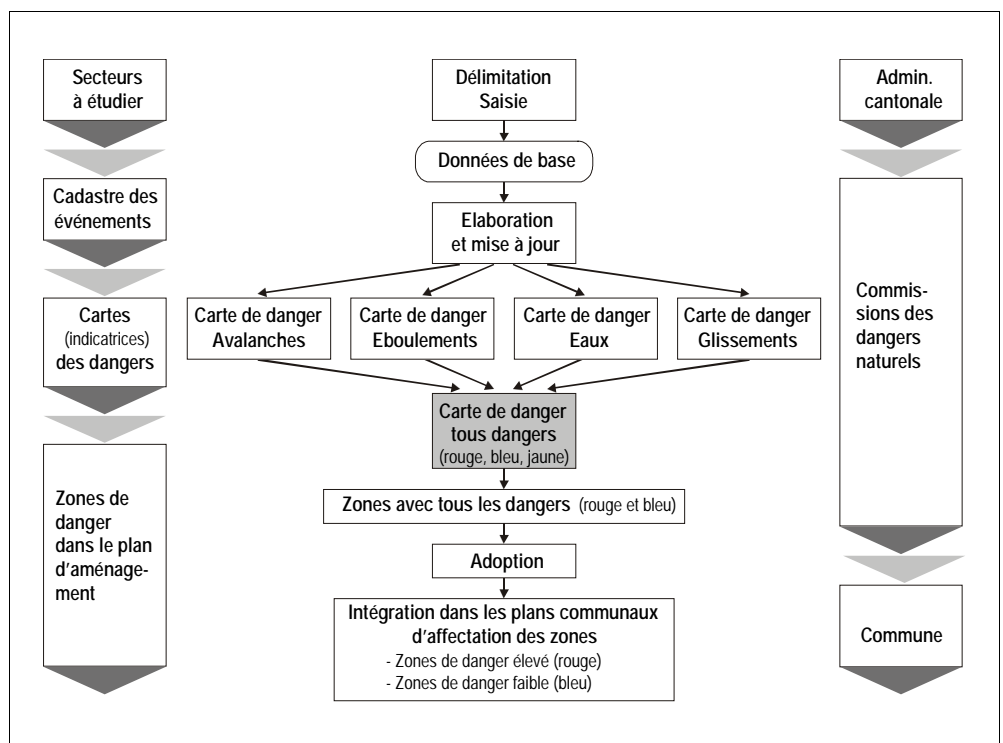 Secteurs
à étudier
Cadastre des
événements
Cartes
(indicatrices)
des dangers
Zones de
danger
dans le plan
d'aménage-
ment
Délimitation
Saisie
Données de base
Elaboration
et mise à jour
Carte de danger
Avalanches
Carte de danger
Eboulements
Carte de danger
Eaux
Carte de danger
Glissements
Carte de danger
tous dangers
(rouge, bleu, jaune)
Zones avec tous les dangers (rouge et bleu)
Adoption
Intégration dans les plans communaux
d'affectation des zones
- Zones de danger élevé (rouge)
- Zones de danger faible (bleu)
Admin.
cantonale
Commis-
sions des
dangers
naturels
Commune